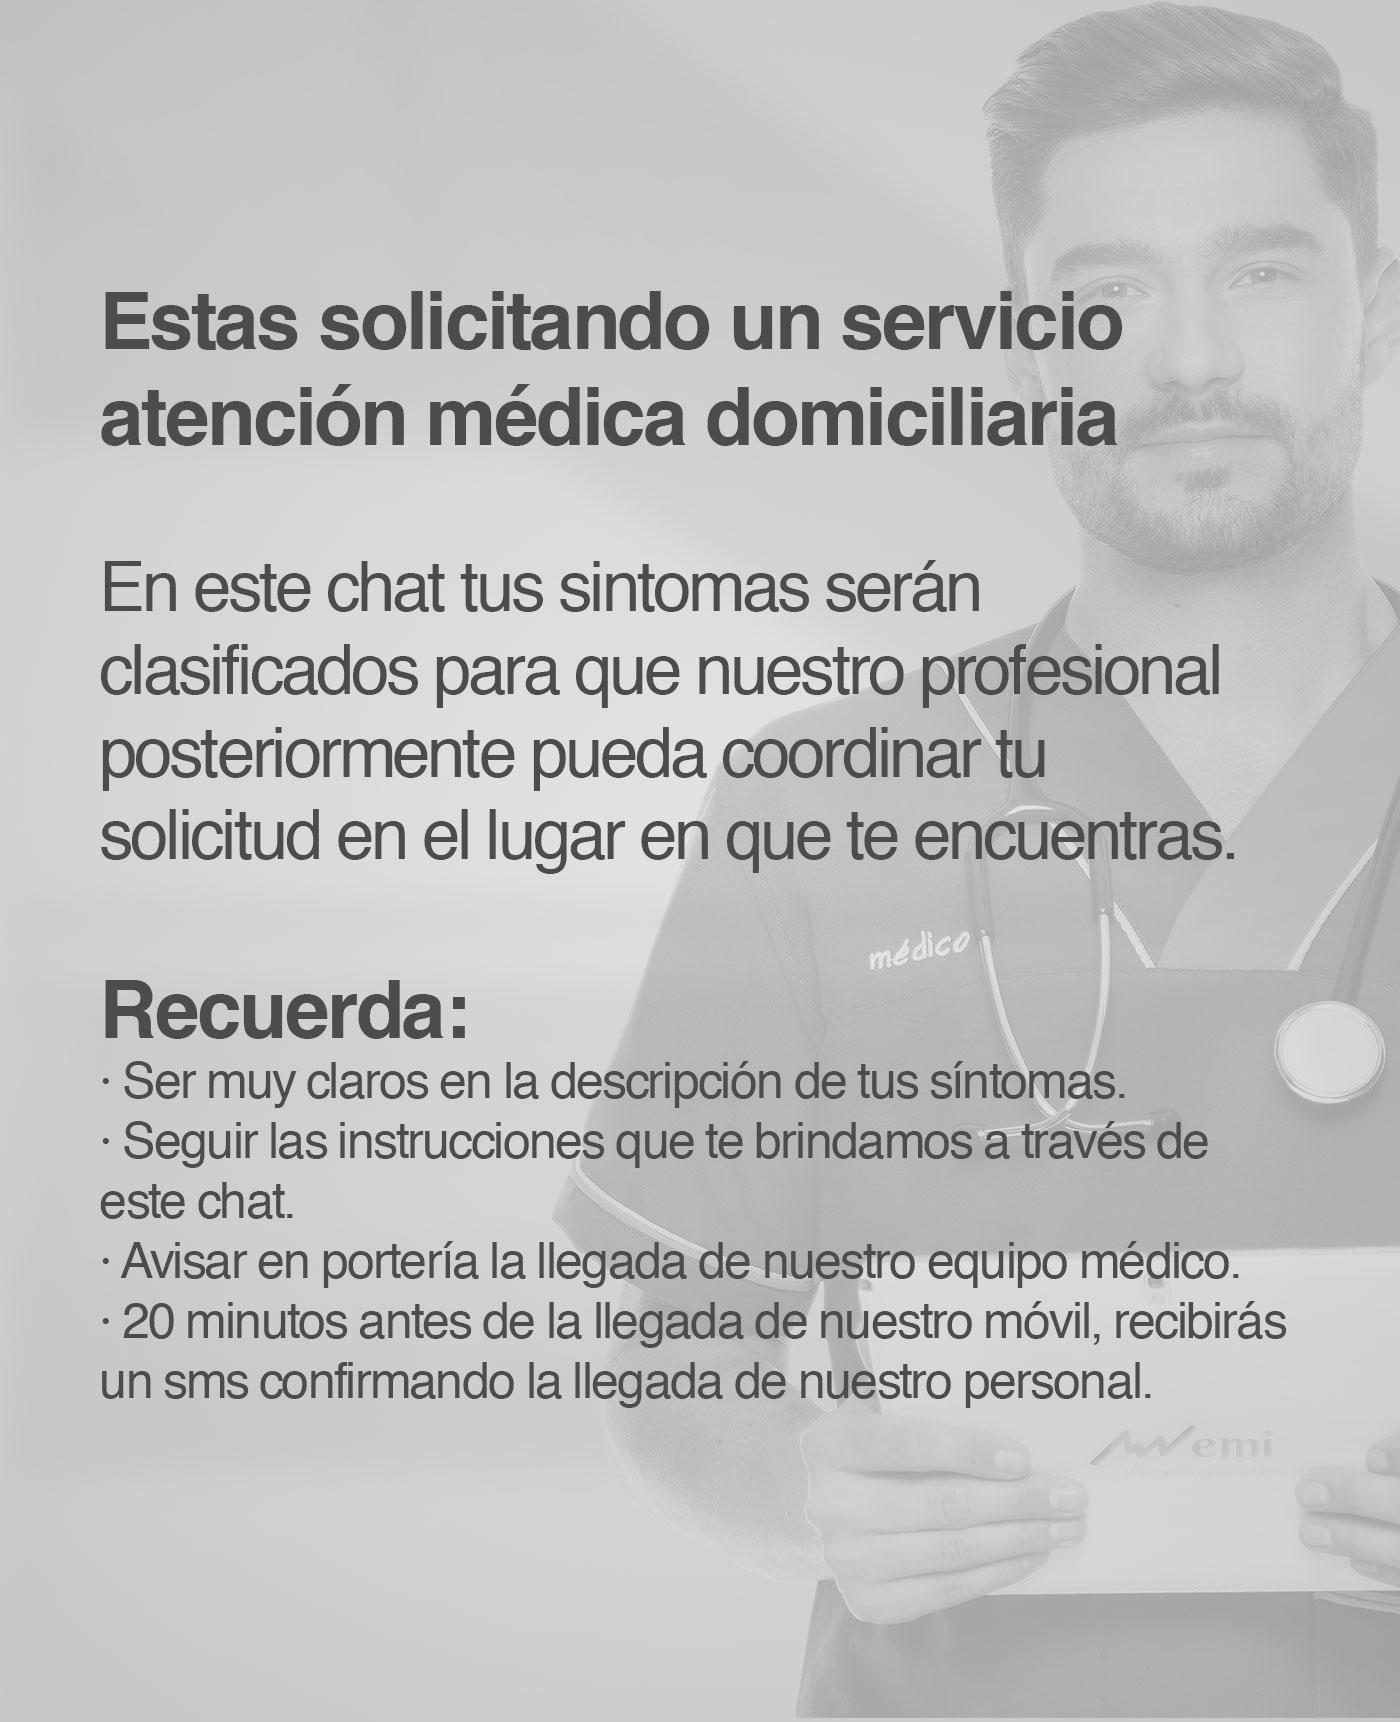 Estas solicitando un servicio
atención médica domiciliaria
En este chat tus sintomas serán
clasificados para que nuestro profesional
posteriormente pueda coordinar tu
solicitud en el lugar en que te encuentras.
médico
Recuerda:
· Ser muy claros en la descripción de tus síntomas.
· Seguir las instrucciones que te brindamos a través de
este chat.
· Avisar en portería la llegada de nuestro equipo médico.
· 20 minutos antes de la llegada de nuestro móvil, recibirás
un sms confirmando la llegada de nuestro personal.
emi